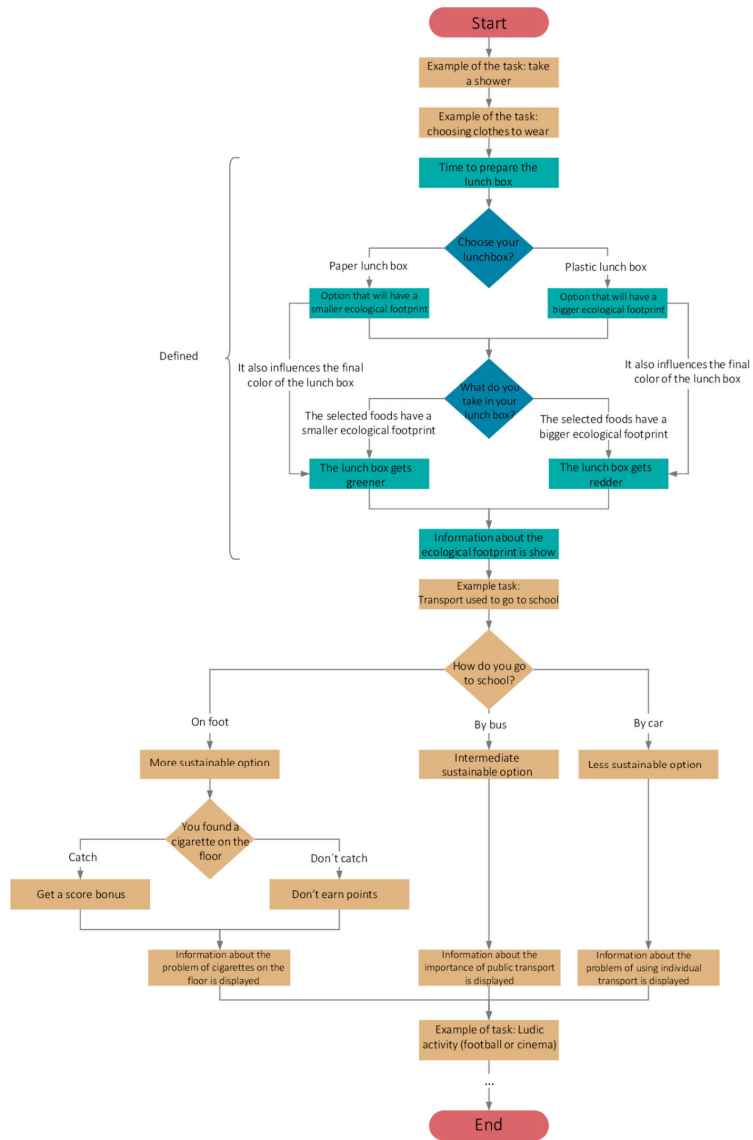 Start
Example of the task: take
a shower
Example of the task:
choosing clothes to wear
Time to prepare the
lunch box
Choose your
lunchbox?
Paper lunch box
Plastic lunch box
Option that will have a
smaller ecological footprint
Option that will have a
bigger ecological footprint
Defined
It also influences the final
color of the lunch box
It also influences the final
color of the lunch box
What do you
take in your
lunch box?
The selected foods have a
smaller ecological footprint
The selected foods have a
bigger ecological footprint
The lunch box gets
greener
The lunch box gets
redder
Information about the
ecological footprint is show
Example task:
Transport used to go to school
How do you go
to school?
On foot
By bus
By car
More sustainable option
Intermediate
sustainable option
Less sustainable option
You found a
cigarette on the
floor
Catch
Don´t catch
Get a score bonus
Don't earn points
Information about the
problem of cigarettes on the
floor is displayed
Information about the
importance of public transport
is displayed
Information about the
problem of using individual
transport is displayed
Example of task: Ludic
activity (football or cinema)
...
End